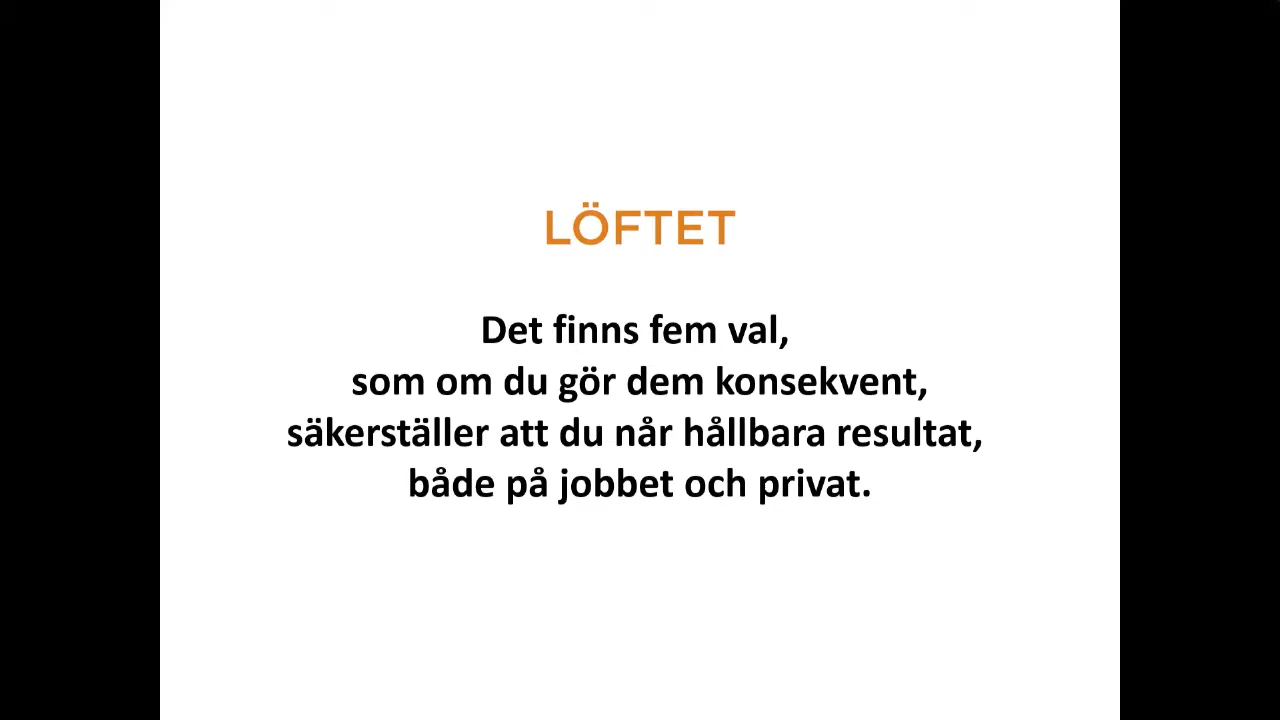 LÖFTET
Det finns fem val,
som om du gör dem konsekvent,
säkerställer att du når hållbara resultat,
både på jobbet och privat.